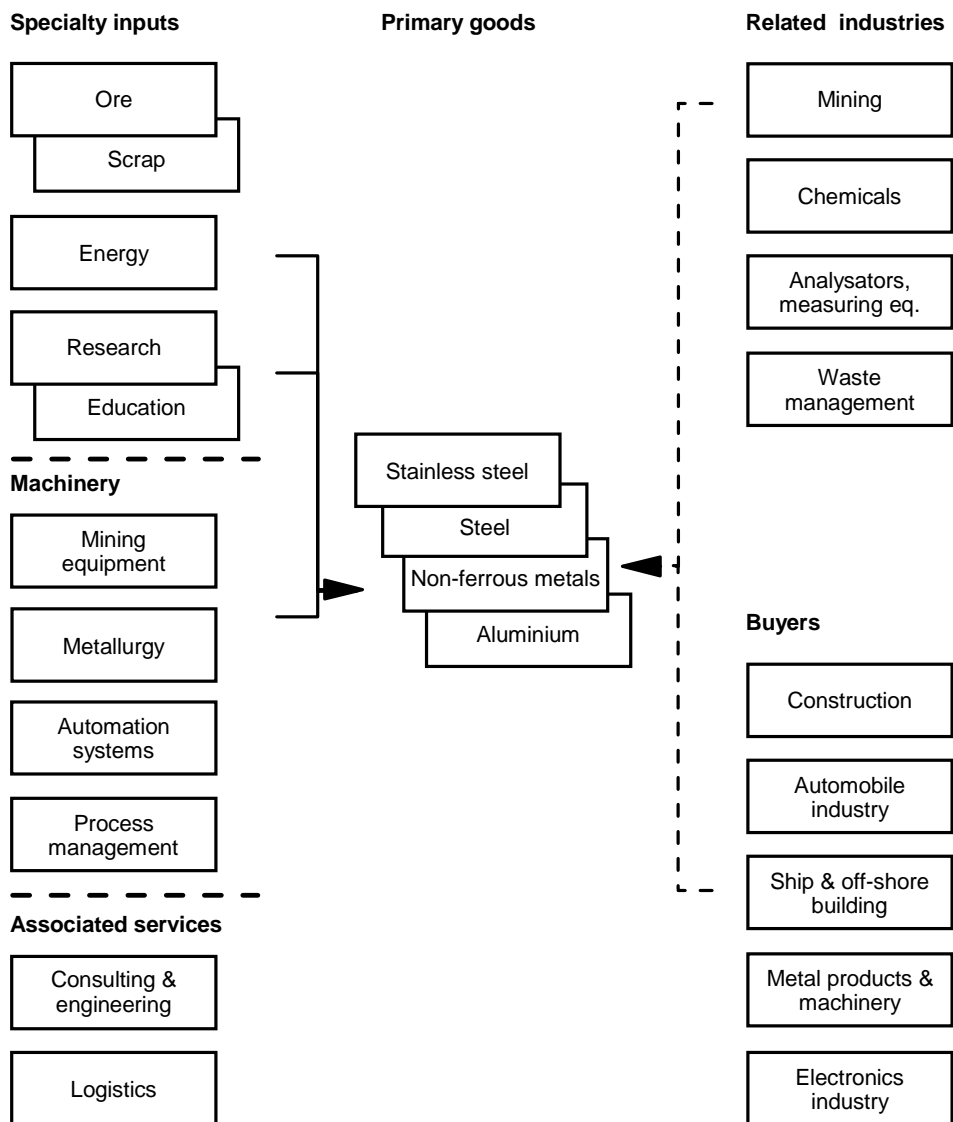 Specialty inputs
Ore
Scrap
Energy
Research
Education
Machinery
Mining
equipment
Metallurgy
Automation
systems
Process
management
Associated services
Consulting &
engineering
Logistics
Primary goods
Stainless steel
Steel
Non-ferrous metals
Aluminium
Related industries
Mining
Chemicals
Analysators,
measuring eq.
Waste
management
Buyers
Construction
Automobile
industry
Ship & off-shore
building
Metal products &
machinery
Electronics
industry